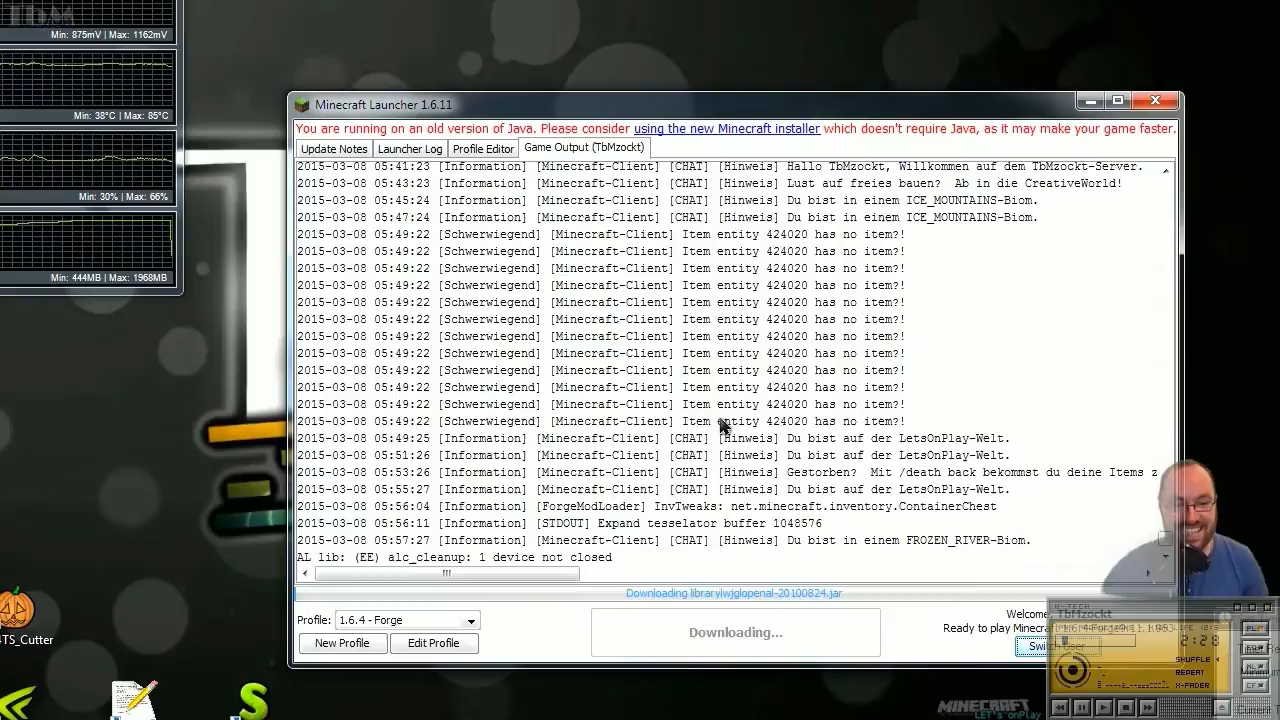 TbM
Min: 875mV | Max: 1162mV
Min: 38°C | Max: 85°C
Min: 30% | Max: 66%
Min: 444MB | Max: 1968MB
Minecraft Launcher 1.6.11
You are running on an old version of Java. Please consider using the new Minecraft installer which doesn't require Java, as it may make your game faster.
Update Notes Launcher Log Profile Editor Game Output (TbMzockt)
2015-03-08 05:41:23 [Information] [Minecraft-Client] [CHAT] [Hinweis] Hallo TbMzockt, Willkommen auf dem TbMzockt-Server.
2015-03-08 05:43:23 [Information] [Minecraft-Client] [CHAT] [Hinweis] Lust auf freies bauen? Ab in die CreativeWorld!
2015-03-08 05:45:24 [Information] [Minecraft-Client] [CHAT] [Hinweis] Du bist in einem ICE_MOUNTAINS-Biom.
2015-03-08 05:47:24 [Information] [Minecraft-Client] [CHAT] [Hinweis] Du bist in einem ICE_MOUNTAINS-Biom.
2015-03-08 05:49:22 [Schwerwiegend] [Minecraft-Client] Item entity 424020 has no item?!
2015-03-08 05:49:22 [Schwerwiegend] [Minecraft-Client] Item entity 424020 has no item?!
2015-03-08 05:49:22 [Schwerwiegend] [Minecraft-Client] Item entity 424020 has no item?!
2015-03-08 05:49:22 [Schwerwiegend] [Minecraft-Client] Item entity 424020 has no item?!
2015-03-08 05:49:22 [Schwerwiegend] [Minecraft-Client] Item entity 424020 has no item?!
2015-03-08 05:49:22 [Schwerwiegend] [Minecraft-Client] Item entity 424020 has no item?!
2015-03-08 05:49:22 [Schwerwiegend] [Minecraft-Client] Item entity 424020 has no item?!
2015-03-08 05:49:22 [Schwerwiegend] [Minecraft-Client] Item entity 424020 has no item?!
2015-03-08 05:49:22 [Schwerwiegend] [Minecraft-Client] Item entity 424020 has no item?!
2015-03-08 05:49:22 [Schwerwiegend] [Minecraft-Client] Item entity 424020 has no item?!
2015-03-08 05:49:22 [Schwerwiegend] [Minecraft-Client] Item entity 424020 has no item?!
2015-03-08 05:49:22 [Schwerwiegend] [Minecraft-Client] Item entity 424020 has no item?!
2015-03-08 05:49:25 [Information] [Minecraft-Client] [CHAT] [Hinweis] Du bist auf der LetsOnPlay-Welt.
2015-03-08 05:51:26 [Information] [Minecraft-Client] [CHAT] [Hinweis] Du bist auf der LetsOnPlay-Welt.
2015-03-08 05:53:26 [Information] [Minecraft-Client] [CHAT] [Hinweis] Gestorben? Mit /death back bekommst du deine Items z
2015-03-08 05:55:27 [Information] [Minecraft-Client] [CHAT] [Hinweis] Du bist auf der LetsOnPlay-Welt.
2015-03-08 05:56:04 [Information] [ForgeModLoader] InvTweaks: net.minecraft.inventory.ContainerChest
2015-03-08 05:56:11 [Information] [STDOUT] Expand tesselator buffer 1048576
2015-03-08 05:57:27 [Information] [Minecraft-Client] [CHAT] [Hinweis] Du bist in einem FROZEN_RIVER-Biom.
AL lib: (EE) alc_cleanup: 1 device not closed
Downloading librarylwjglopenal-20100824.jar
Profile: 1.6.4 - Forge
New Profile Edit Profile
Downloading...
Welcome
TbMzockt
Ready to play Minecra
Switch User
2:28
PL
SHUFFLE
REPEAT
X-FADER
TS_Cutter
MINECRAFT
LET's onPLAY